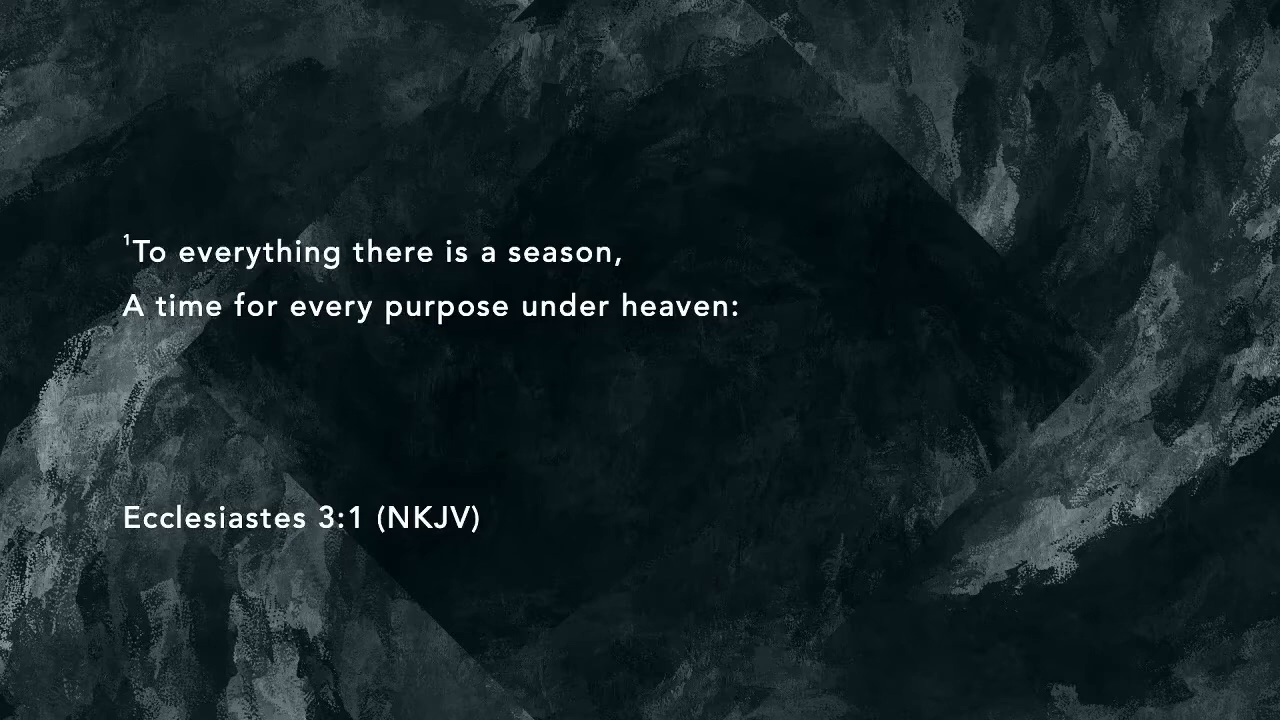 ¹To everything there is a season,
A time for every purpose under heaven:
Ecclesiastes 3:1 (NKJV)